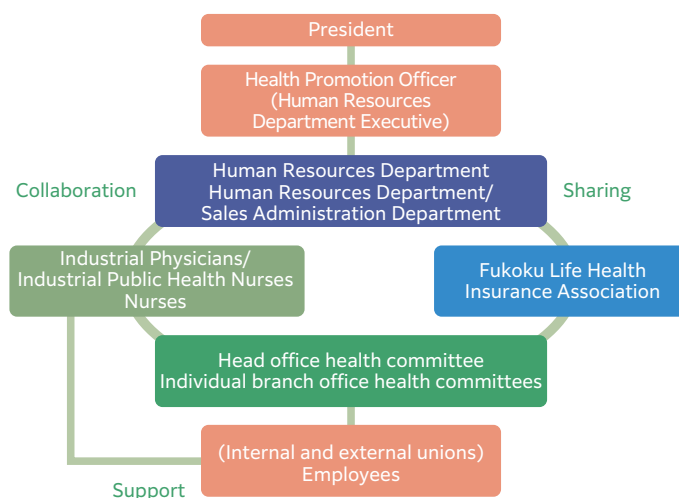 President
Health Promotion Officer
(Human Resources
Department Executive)
Human Resources Department
Human Resources Department/
Sales Administration Department
Collaboration
Sharing
Industrial Physicians/
Industrial Public Health Nurses
Nurses
Fukoku Life Health
Insurance Association
Head office health committee
Individual branch office health committees
(Internal and external unions)
Employees
Support